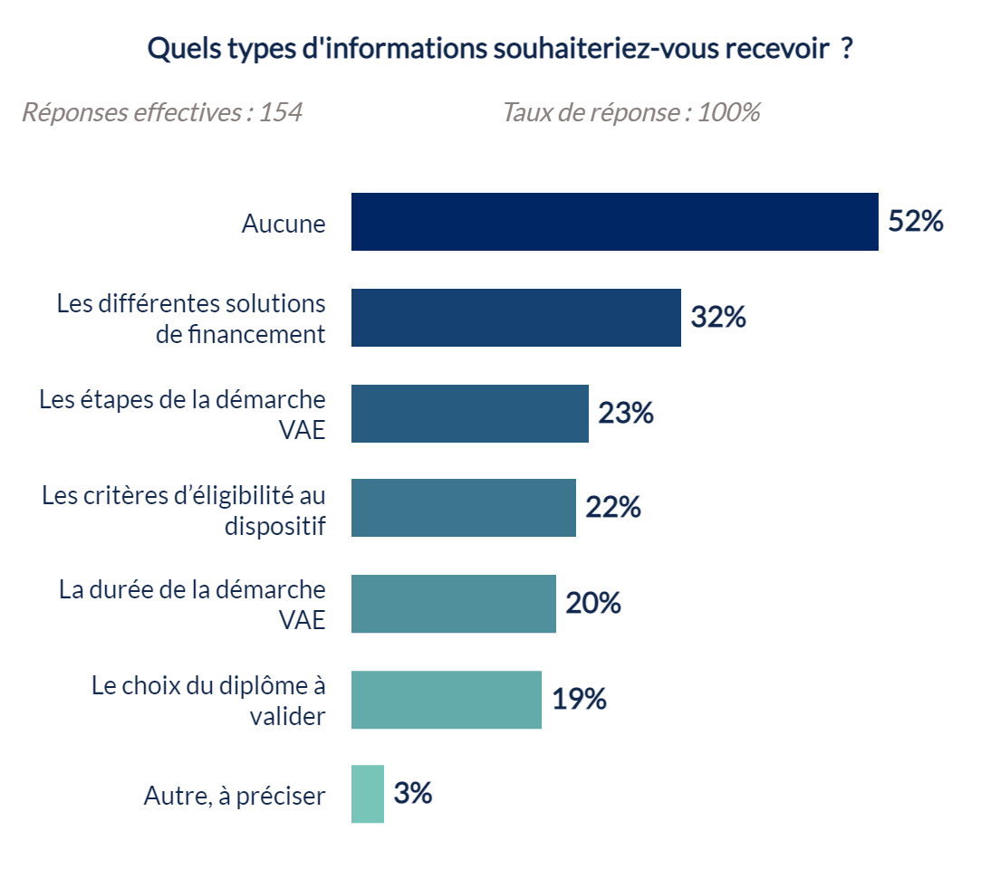 Quels types d'informations souhaiteriez-vous recevoir  ?
Réponses effectives : 154
Taux de réponse : 100%
Aucune
52%
Les différentes solutions
de financement
32%
Les étapes de la démarche
VAE
23%
Les critères d’éligibilité au
dispositif
22%
La durée de la démarche
VAE
20%
Le choix du diplôme à
valider
19%
Autre, à préciser
3%